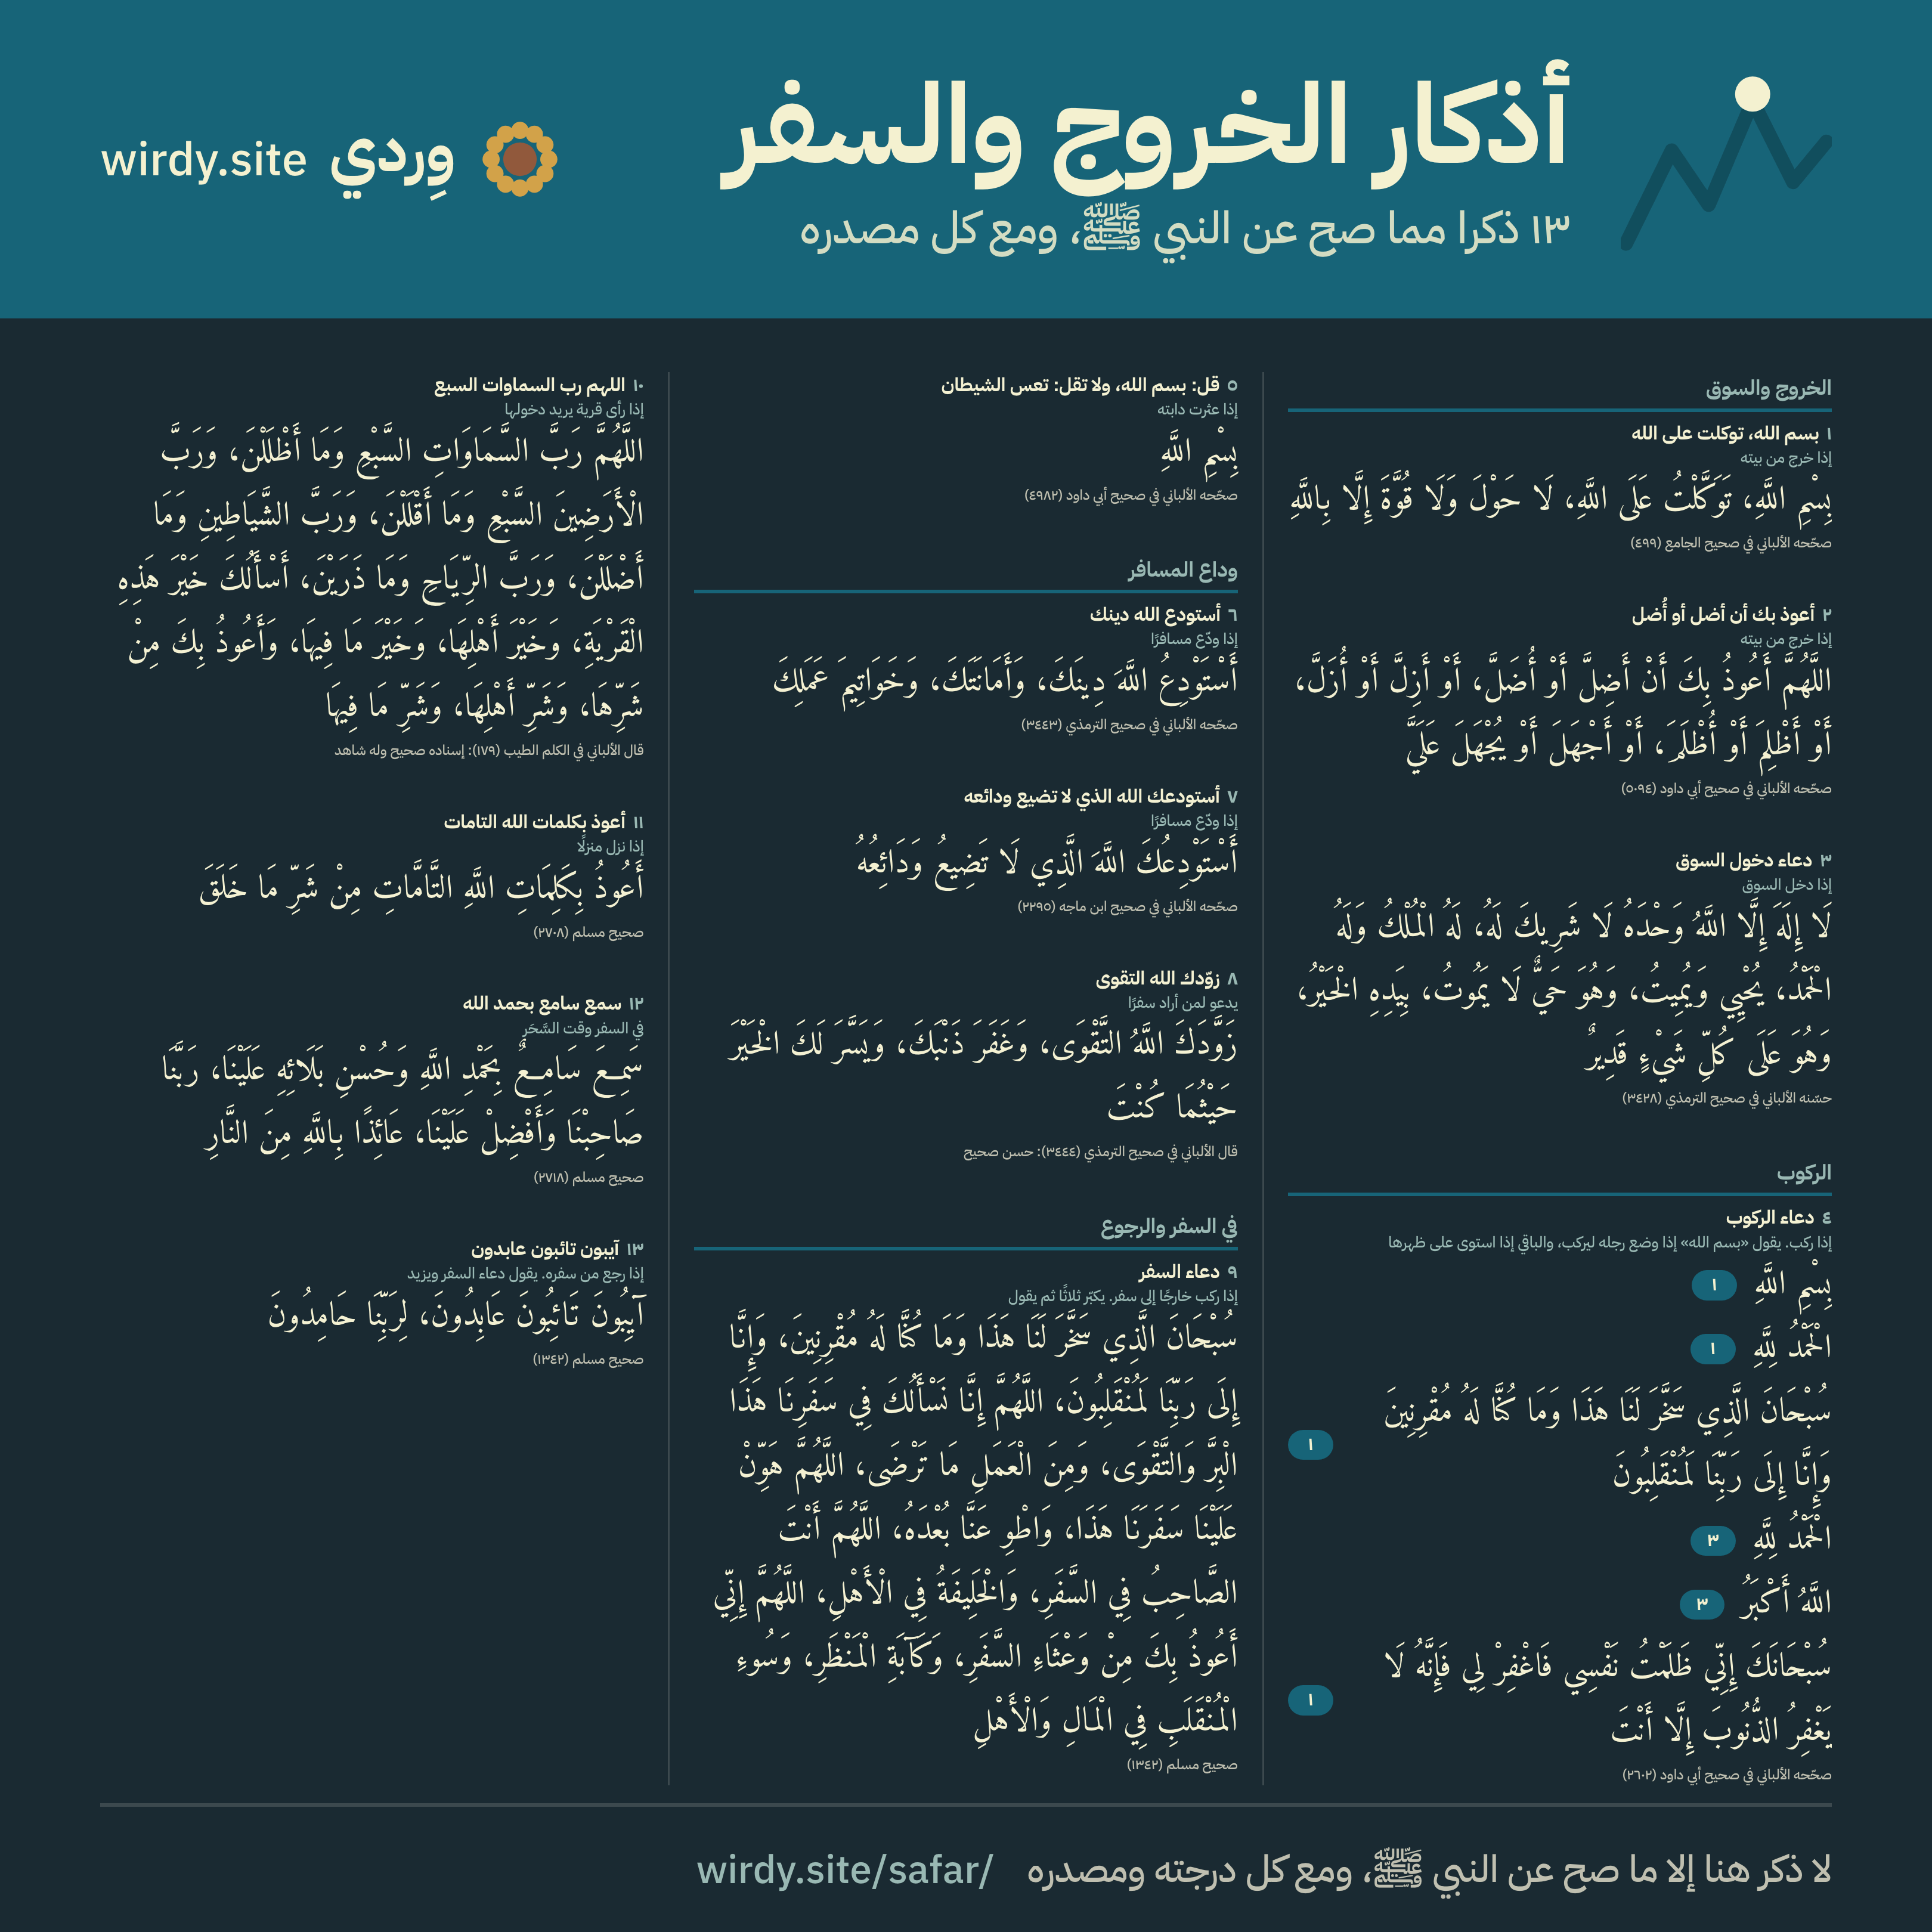 أذكار الخروج والسفر
١٣ ذكرا مما صح عن النبي ﷺ، ومع كل مصدره
وِردي wirdy.site
الخروج والسوق
١ بسم الله، توكلت على الله
إذا خرج من بيته
بِسْمِ اللَّهِ، تَوَكَّلْتُ عَلَى اللَّهِ، لَا حَوْلَ وَلَا قُوَّةَ إِلَّا بِاللَّهِ
صحّحه الألباني في صحيح الجامع (٤٩٩)
٢ أعوذ بك أن أضل أو أُضل
إذا خرج من بيته
اللَّهُمَّ أَعُوذُ بِكَ أَنْ أَضِلَّ أَوْ أُضَلَّ، أَوْ أَزِلَّ أَوْ أُزَلَّ،
أَوْ أَظْلِمَ أَوْ أُظْلَمَ، أَوْ أَجْهَلَ أَوْ يُجْهَلَ عَلَيَّ
صحّحه الألباني في صحيح أبي داود (٥٠٩٤)
٣ دعاء دخول السوق
إذا دخل السوق
لَا إِلَهَ إِلَّا اللَّهُ وَحْدَهُ لَا شَرِيكَ لَهُ، لَهُ الْمُلْكُ وَلَهُ
الْحَمْدُ، يُحْيِي وَيُمِيتُ، وَهُوَ حَيٌّ لَا يَمُوتُ، بِيَدِهِ الْخَيْرُ،
وَهُوَ عَلَى كُلِّ شَيْءٍ قَدِيرٌ
حسّنه الألباني في صحيح الترمذي (٣٤٢٨)
الركوب
٤ دعاء الركوب
إذا ركب. يقول «بسم الله» إذا وضع رجله ليركب، والباقي إذا استوى على ظهرها
بِسْمِ اللَّهِ ١
الْحَمْدُ لِلَّهِ ١
سُبْحَانَ الَّذِي سَخَّرَ لَنَا هَذَا وَمَا كُنَّا لَهُ مُقْرِنِينَ
وَإِنَّا إِلَى رَبِّنَا لَمُنْقَلِبُونَ ١
الْحَمْدُ لِلَّهِ ٣
اللَّهُ أَكْبَرُ ٣
سُبْحَانَكَ إِنِّي ظَلَمْتُ نَفْسِي فَاغْفِرْ لِي فَإِنَّهُ لَا
يَغْفِرُ الذُّنُوبَ إِلَّا أَنْتَ ١
صحّحه الألباني في صحيح أبي داود (٢٦٠٢)
٥ قل: بسم الله، ولا تقل: تعس الشيطان
إذا عثرت دابته
بِسْمِ اللَّهِ
صحّحه الألباني في صحيح أبي داود (٤٩٨٢)
وداع المسافر
٦ أستودع الله دينك
إذا ودّع مسافرًا
أَسْتَوْدِعُ اللَّهَ دِينَكَ، وَأَمَانَتَكَ، وَخَوَاتِيمَ عَمَلِكَ
صحّحه الألباني في صحيح الترمذي (٣٤٤٣)
٧ أستودعك الله الذي لا تضيع ودائعه
إذا ودّع مسافرًا
أَسْتَوْدِعُكَ اللَّهَ الَّذِي لَا تَضِيعُ وَدَائِعُهُ
صحّحه الألباني في صحيح ابن ماجه (٢٢٩٥)
٨ زوّدك الله التقوى
يدعو لمن أراد سفرًا
زَوَّدَكَ اللَّهُ التَّقْوَى، وَغَفَرَ ذَنْبَكَ، وَيَسَّرَ لَكَ الْخَيْرَ
حَيْثُمَا كُنْتَ
قال الألباني في صحيح الترمذي (٣٤٤٤): حسن صحيح
في السفر والرجوع
٩ دعاء السفر
إذا ركب خارجًا إلى سفر. يكبّر ثلاثًا ثم يقول
سُبْحَانَ الَّذِي سَخَّرَ لَنَا هَذَا وَمَا كُنَّا لَهُ مُقْرِنِينَ، وَإِنَّا
إِلَى رَبِّنَا لَمُنْقَلِبُونَ، اللَّهُمَّ إِنَّا نَسْأَلُكَ فِي سَفَرِنَا هَذَا
الْبِرَّ وَالتَّقْوَى، وَمِنَ الْعَمَلِ مَا تَرْضَى، اللَّهُمَّ هَوِّنْ
عَلَيْنَا سَفَرَنَا هَذَا، وَاطْوِ عَنَّا بُعْدَهُ، اللَّهُمَّ أَنْتَ
الصَّاحِبُ فِي السَّفَرِ، وَالْخَلِيفَةُ فِي الْأَهْلِ، اللَّهُمَّ إِنِّي
أَعُوذُ بِكَ مِنْ وَعْثَاءِ السَّفَرِ، وَكَآبَةِ الْمَنْظَرِ، وَسُوءِ
الْمُنْقَلَبِ فِي الْمَالِ وَالْأَهْلِ
صحيح مسلم (١٣٤٢)
١٠ اللهم رب السماوات السبع
إذا رأى قرية يريد دخولها
اللَّهُمَّ رَبَّ السَّمَاوَاتِ السَّبْعِ وَمَا أَظْلَلْنَ، وَرَبَّ
الْأَرَضِينَ السَّبْعِ وَمَا أَقْلَلْنَ، وَرَبَّ الشَّيَاطِينِ وَمَا
أَضْلَلْنَ، وَرَبَّ الرِّيَاحِ وَمَا ذَرَيْنَ، أَسْأَلُكَ خَيْرَ هَذِهِ
الْقَرْيَةِ، وَخَيْرَ أَهْلِهَا، وَخَيْرَ مَا فِيهَا، وَأَعُوذُ بِكَ مِنْ
شَرِّهَا، وَشَرِّ أَهْلِهَا، وَشَرِّ مَا فِيهَا
قال الألباني في الكلم الطيب (١٧٩): إسناده صحيح وله شاهد
١١ أعوذ بكلمات الله التامات
إذا نزل منزلًا
أَعُوذُ بِكَلِمَاتِ اللَّهِ التَّامَّاتِ مِنْ شَرِّ مَا خَلَقَ
صحيح مسلم (٢٧٠٨)
١٢ سمع سامع بحمد الله
في السفر وقت السَّحَر
سَمِعَ سَامِعٌ بِحَمْدِ اللَّهِ وَحُسْنِ بَلَائِهِ عَلَيْنَا، رَبَّنَا
صَاحِبْنَا وَأَفْضِلْ عَلَيْنَا، عَائِذًا بِاللَّهِ مِنَ النَّارِ
صحيح مسلم (٢٧١٨)
١٣ آيبون تائبون عابدون
إذا رجع من سفره. يقول دعاء السفر ويزيد
آيِبُونَ تَائِبُونَ عَابِدُونَ، لِرَبِّنَا حَامِدُونَ
صحيح مسلم (١٣٤٢)
لا ذكر هنا إلا ما صح عن النبي ﷺ، ومع كل درجته ومصدره wirdy.site/safar/